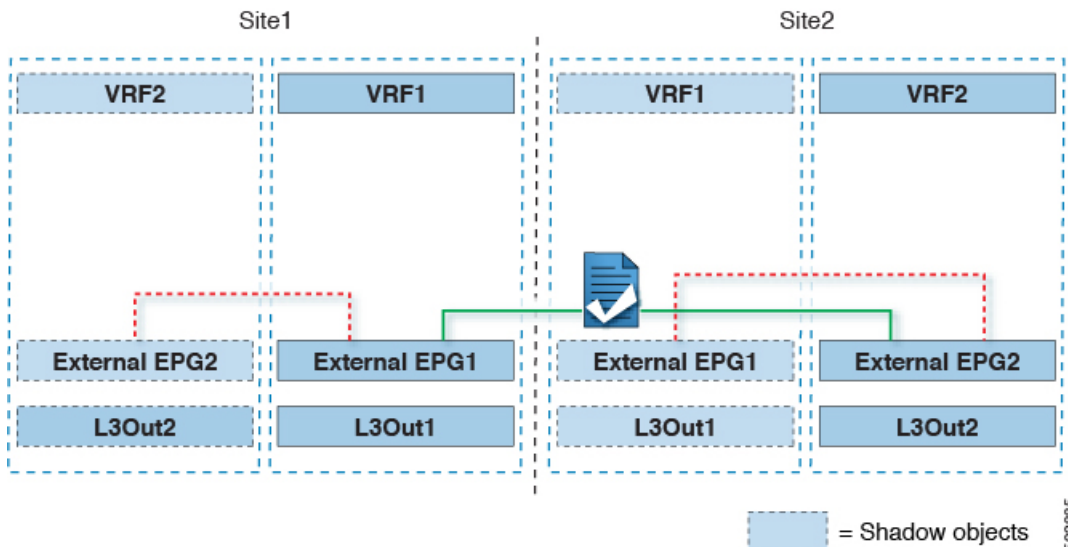 Site1
Site2
VRF2
VRF1
VRF1
VRF2
External EPG2
External EPG1
External EPG1
External EPG2
L3Out2
L3Out1
L3Out1
L3Out2
= Shadow objects